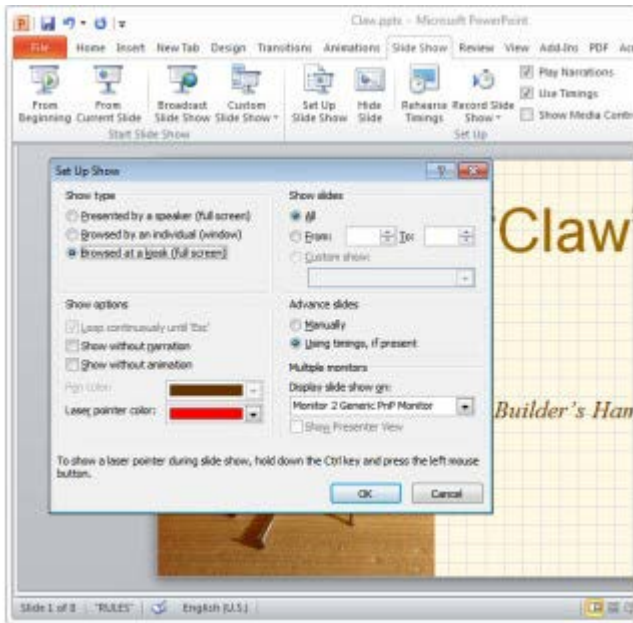 Claw.pptx - Microsoft PowerPoint
File Home Insert New Tab Design Transitions Animations Slide Show Review View Add-Ins PDF
From Beginning
From Current Slide
Broadcast Slide Show
Custom Slide Show
Set Up Slide Show
Hide Slide
Rehearse Timings
Record Slide Show
Play Narrations
Use Timings
Show Media
Start Slide Show
Set Up
Set Up Show
Show type
Presented by a speaker (full screen)
Browsed by an individual (window)
Browsed at a kiosk (full screen)
Show slides
All
From: To:
Custom show:
Show options
Loop continuously until 'Esc'
Show without narration
Show without animation
Pen color:
Laser pointer color:
Advance slides
Manually
Using timings, if present
Multiple monitors
Display slide show on:
Monitor 2 Generic PnP Monitor
Show Presenter View
To show a laser pointer during slide show, hold down the Ctrl key and press the left mouse
button.
OK Cancel
"Claw"
Builder's
Slide 1 of 8 "RULES" English (U.S.)